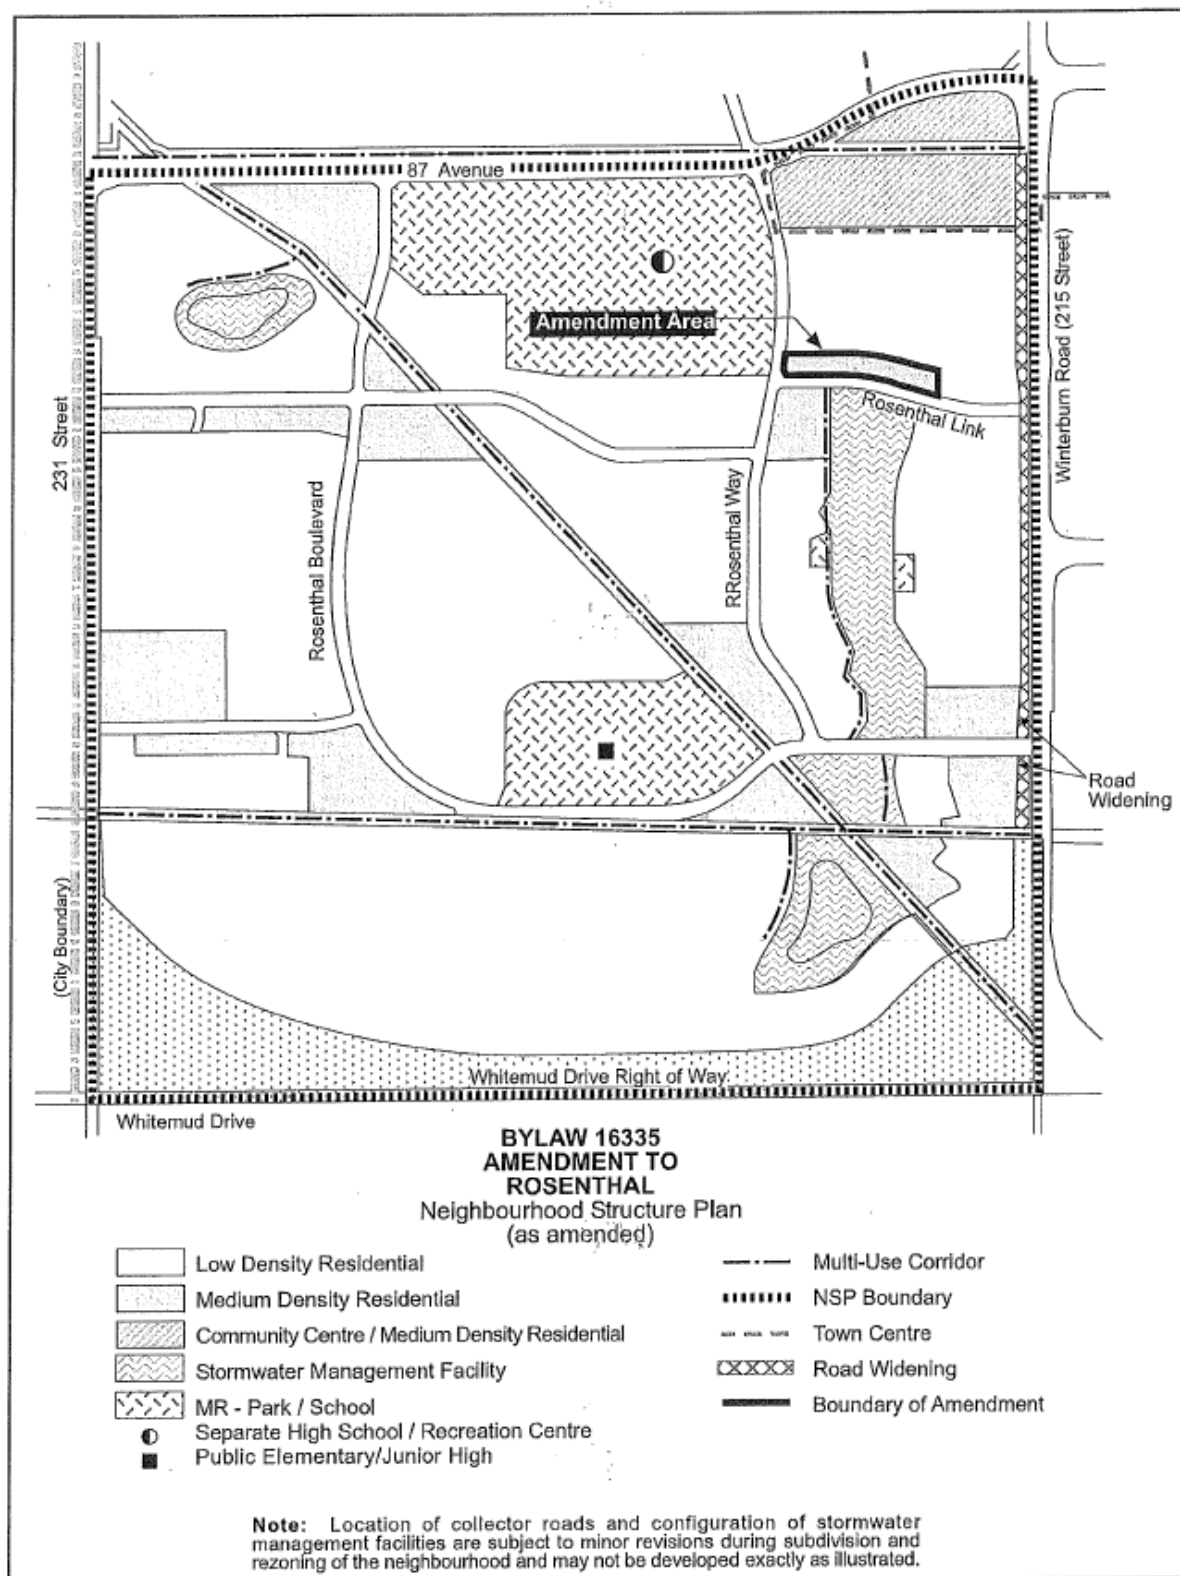 87 Avenue
Amendment Area
Rosenthal Link
Winterburn Road (215 Street)
231 Street
Rosenthal Boulevard
RRosenthal Way
Road
Widening
(City Boundary)
Whitemud Drive Right of Way
Whitemud Drive
BYLAW 16335
AMENDMENT TO
ROSENTHAL
Neighbourhood Structure Plan
(as amended)
Low Density Residential
Medium Density Residential
Community Centre / Medium Density Residential
Stormwater Management Facility
MR - Park / School
Separate High School / Recreation Centre
Public Elementary/Junior High
Multi-Use Corridor
NSP Boundary
Town Centre
Road Widening
Boundary of Amendment
Note: Location of collector roads and configuration of stormwater
management facilities are subject to minor revisions during subdivision and
rezoning of the neighbourhood and may not be developed exactly as illustrated.